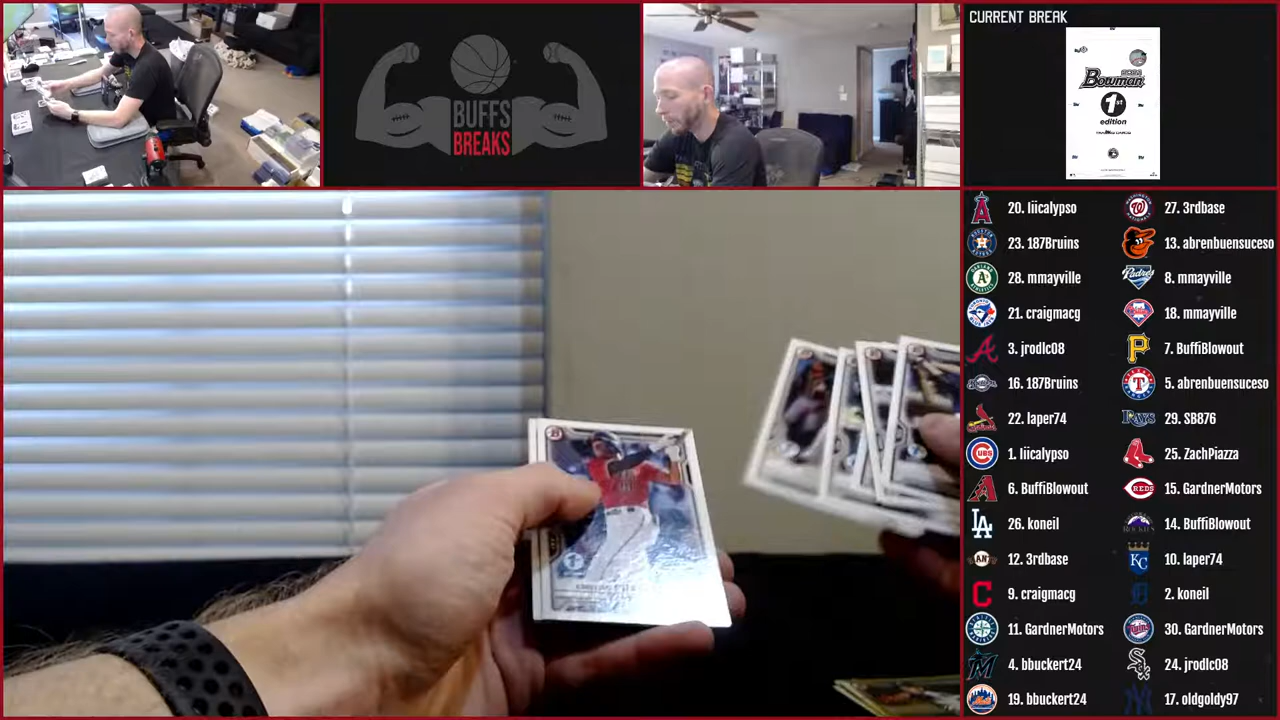 BUFFS
BREAKS
CURRENT BREAK
Bowman
1st
edition
20. liicalypso
27. 3rdbase
23. 187Bruins
13. abrenbuensuceso
28. mmayville
8. mmayville
21. craigmacg
18. mmayville
3. jrodlc08
7. BuffiBlowout
16. 187Bruins
5. abrenbuensuceso
22. laper74
29. SB876
1. liicalypso
25. ZachPiazza
6. BuffiBlowout
15. GardnerMotors
26. koneil
14. BuffiBlowout
12. 3rdbase
10. laper74
9. craigmacg
2. koneil
11. GardnerMotors
30. GardnerMotors
4. bbuckert24
24. jrodlc08
19. bbuckert24
17. oldgoldy97